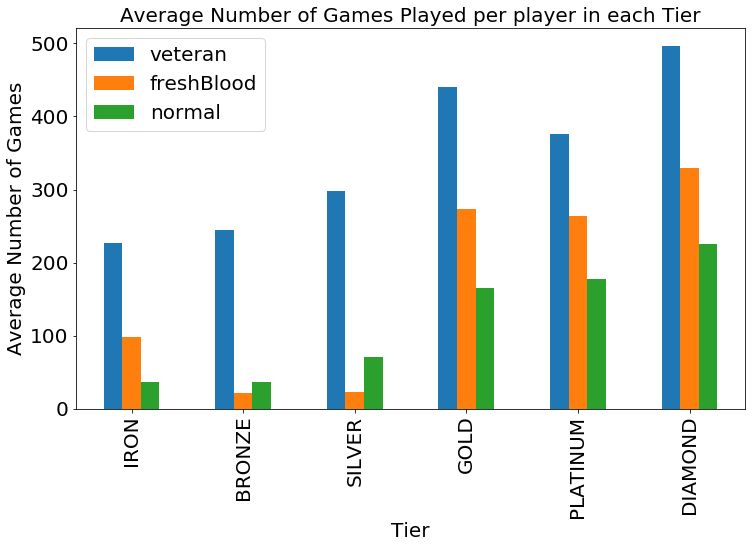 Average Number of Games Played per player in each Tier
veteran
freshBlood
normal
Average Number of Games
500
400
300
200
100
0
IRON
BRONZE
SILVER
GOLD
PLATINUM
DIAMOND
Tier